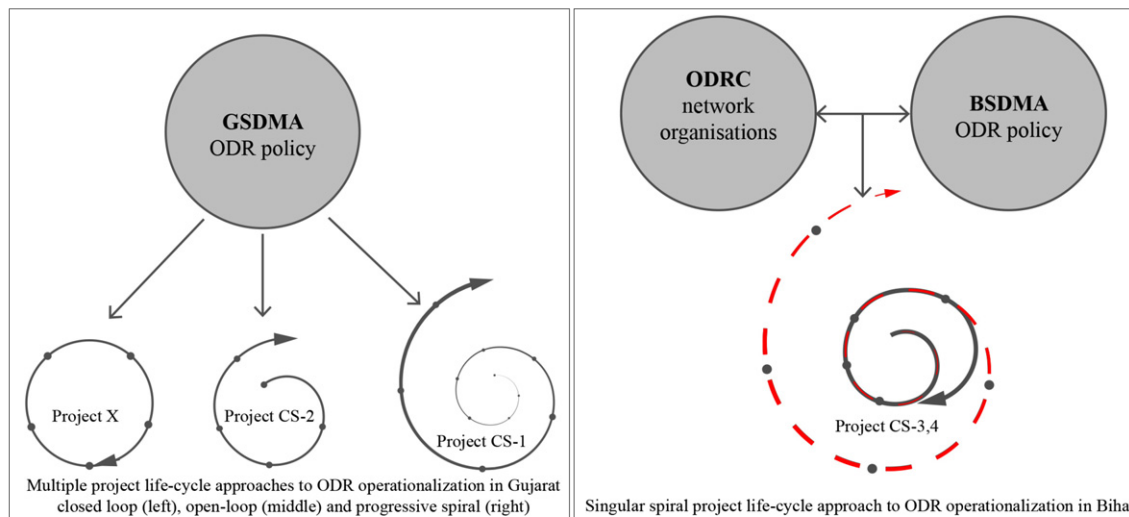 GSDMA
ODR policy
Project X
Project CS-2
Project CS-1
Multiple project life-cycle approaches to ODR operationalization in Gujarat
closed loop (left), open-loop (middle) and progressive spiral (right)
ODRC
network
organisations
BSDMA
ODR policy
Project CS-3,4
Singular spiral project life-cycle approach to ODR operationalization in Biha